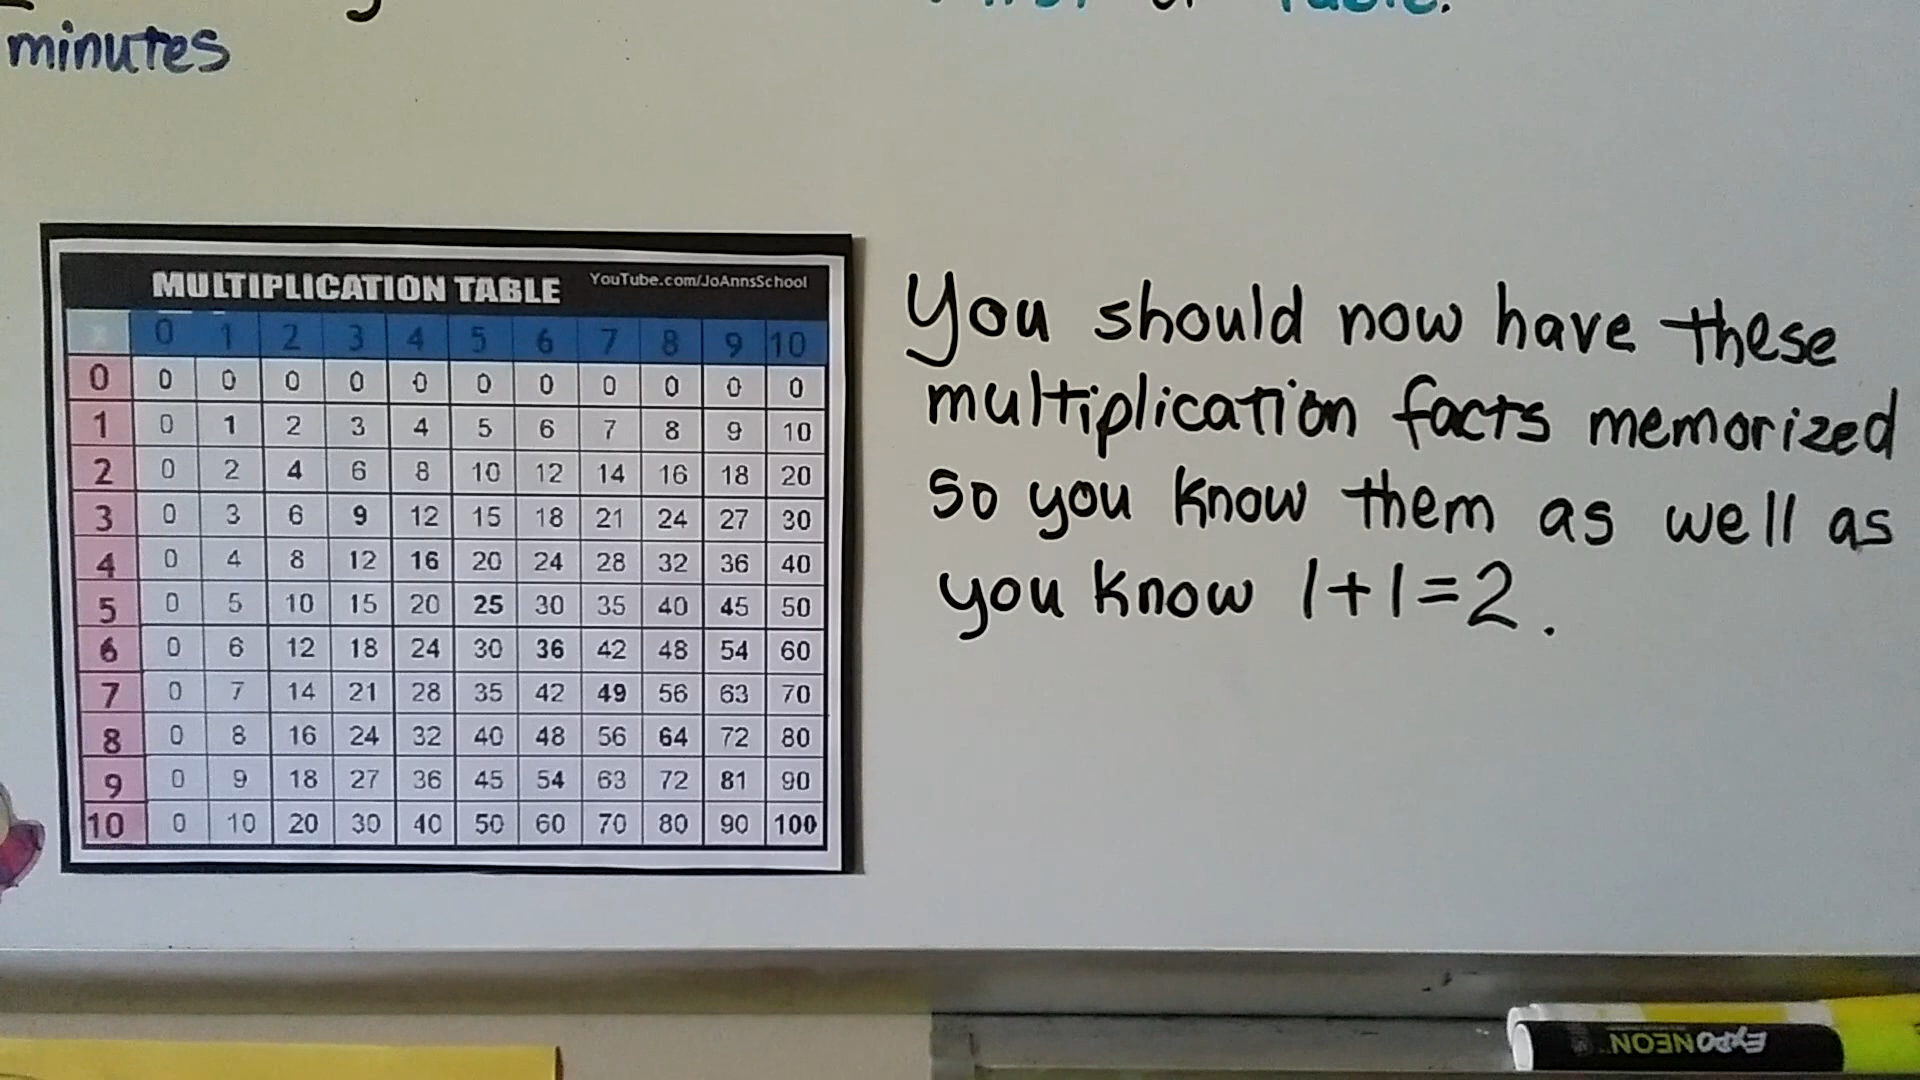 minutes
Table.
MULTIPLICATION TABLE YouTube.com/JoAnnsSchool
x 0 1 2 3 4 5 6 7 8 9 10
0 0 0 0 0 0 0 0 0 0 0 0
1 0 1 2 3 4 5 6 7 8 9 10
2 0 2 4 6 8 10 12 14 16 18 20
3 0 3 6 9 12 15 18 21 24 27 30
4 0 4 8 12 16 20 24 28 32 36 40
5 0 5 10 15 20 25 30 35 40 45 50
6 0 6 12 18 24 30 36 42 48 54 60
7 0 7 14 21 28 35 42 49 56 63 70
8 0 8 16 24 32 40 48 56 64 72 80
9 0 9 18 27 36 45 54 63 72 81 90
10 0 10 20 30 40 50 60 70 80 90 100
You should now have these
multiplication facts memorized
so you know them as well as
you know 1+1=2.
EXPO NEON